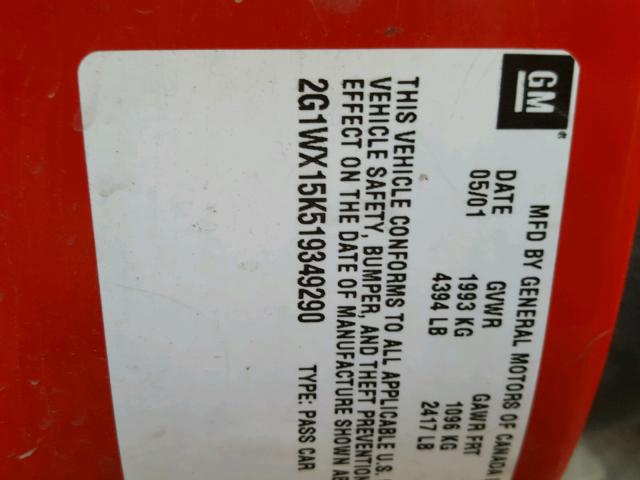 GM
MFD BY GENERAL MOTORS OF CANADA
DATE GVWR GAWR FRT
05/01 1993 KG 1096 KG
4394 LB 2417 LB
THIS VEHICLE CONFORMS TO ALL APPLICABLE U.S.
VEHICLE SAFETY, BUMPER, AND THEFT PREVENTION
EFFECT ON THE DATE OF MANUFACTURE SHOWN
2G1WX15K519349290 TYPE: PASS CAR